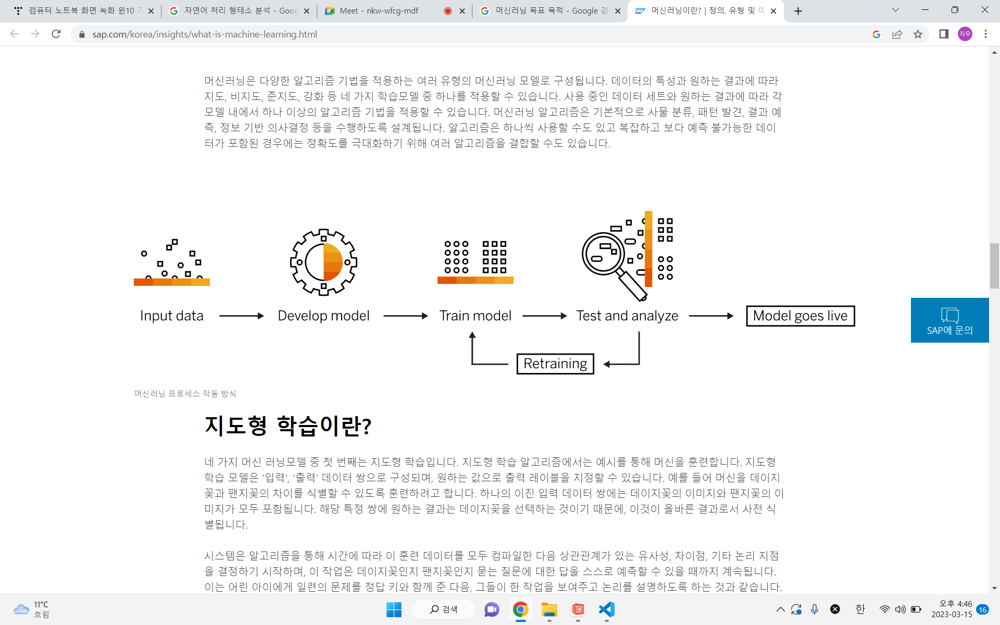 컴퓨터 노트북 화면 녹화 윈10
자연어 처리 형태소 분석 - Goog
Meet - nkw-wfcg-mdf
머신러닝 목표 목적 - Google 검
머신러닝이란? | 정의, 유형 및 예
sap.com/korea/insights/what-is-machine-learning.html
지우
머신러닝은 다양한 알고리즘 기법을 적용하는 여러 유형의 머신러닝 모델로 구성됩니다. 데이터의 특성과 원하는 결과에 따라
지도, 비지도, 준지도, 강화 등 네 가지 학습모델 중 하나를 적용할 수 있습니다. 사용 중인 데이터 세트와 원하는 결과에 따라 각
모델 내에서 하나 이상의 알고리즘 기법을 적용할 수 있습니다. 머신러닝 알고리즘은 기본적으로 사물 분류, 패턴 발견, 결과 예
측, 정보 기반 의사결정 등을 수행하도록 설계됩니다. 알고리즘은 하나씩 사용할 수도 있고 복잡하고 보다 예측 불가능한 데이
터가 포함된 경우에는 정확도를 극대화하기 위해 여러 알고리즘을 결합할 수도 있습니다.
Input data
Develop model
Train model
Test and analyze
Model goes live
Retraining
SAP에 문의
머신러닝 프로세스 작동 방식
지도형 학습이란?
네 가지 머신 러닝모델 중 첫 번째는 지도형 학습입니다. 지도형 학습 알고리즘에서는 예시를 통해 머신을 훈련합니다. 지도형
학습 모델은 '입력', '출력' 데이터 쌍으로 구성되며, 원하는 값으로 출력 레이블을 지정할 수 있습니다. 예를 들어 머신을 데이지
꽃과 팬지꽃의 차이를 식별할 수 있도록 훈련하려고 합니다. 하나의 이진 입력 데이터 쌍에는 데이지꽃의 이미지와 팬지꽃의 이
미지가 모두 포함됩니다. 해당 특정 쌍에 원하는 결과는 데이지꽃을 선택하는 것이기 때문에, 이것이 올바른 결과로서 사전 식
별됩니다.
시스템은 알고리즘을 통해 시간에 따라 이 훈련 데이터를 모두 컴파일한 다음 상관관계가 있는 유사성, 차이점, 기타 논리 지점
을 결정하기 시작하며, 이 작업은 데이지꽃인지 팬지꽃인지 묻는 질문에 대한 답을 스스로 예측할 수 있을 때까지 계속됩니다.
이는 어린 아이에게 일련의 문제를 정답 키와 함께 준 다음, 그들이 한 작업을 보여주고 논리를 설명하도록 하는 것과 같습니다.
11°C
흐림
검색
한
오후 4:46
2023-03-15
16